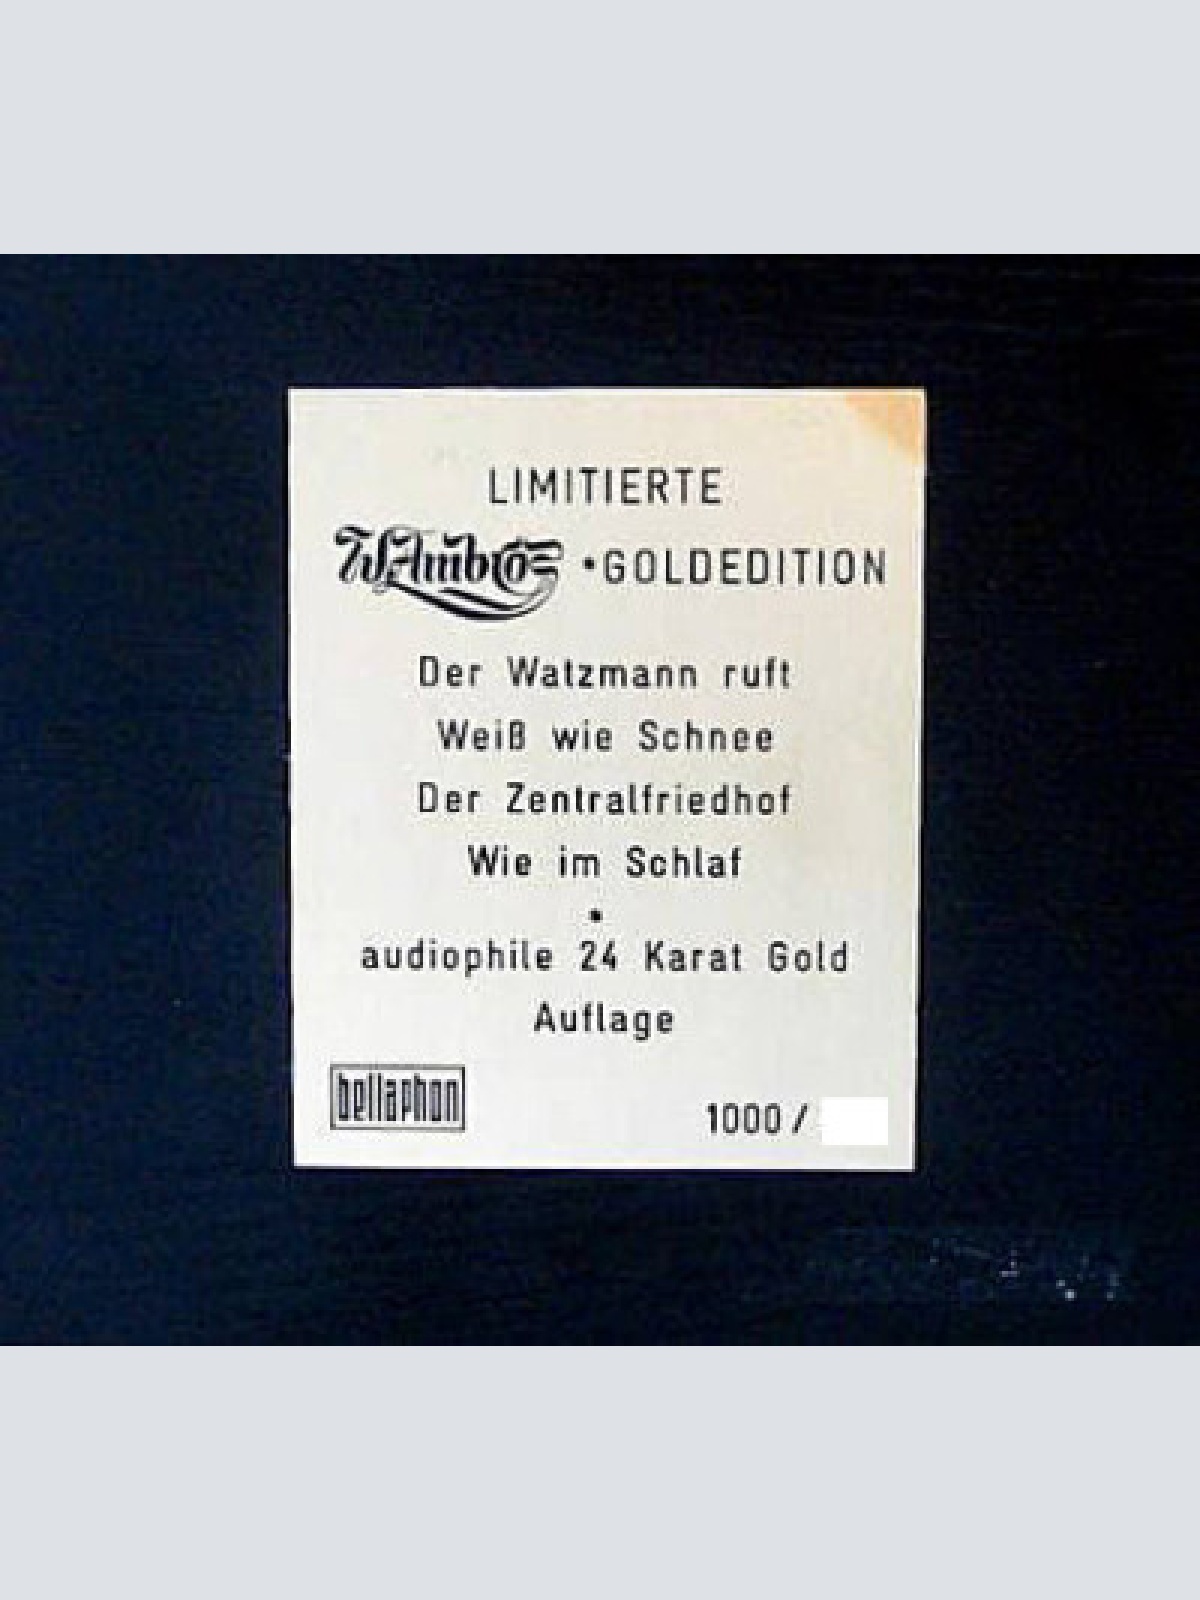 LIMITIERTE
W.Ambros •GOLDEDITION
Der Watzmann ruft
Weiß wie Schnee
Der Zentralfriedhof
Wie im Schlaf
•
audiophile 24 Karat Gold
Auflage
bellaphon
1000 /